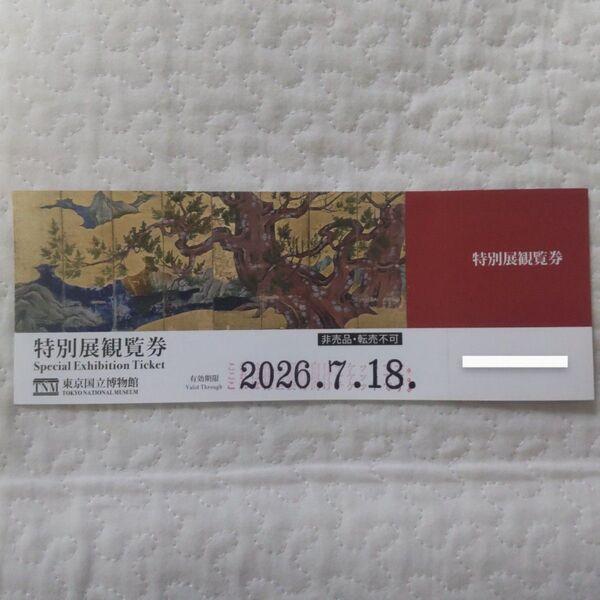 特別展観覧券
非売品・転売不可
特別展観覧券
Special Exhibition Ticket
東京国立博物館
TOKYO NATIONAL MUSEUM
有効期限
Valid Through
2026.7.18.